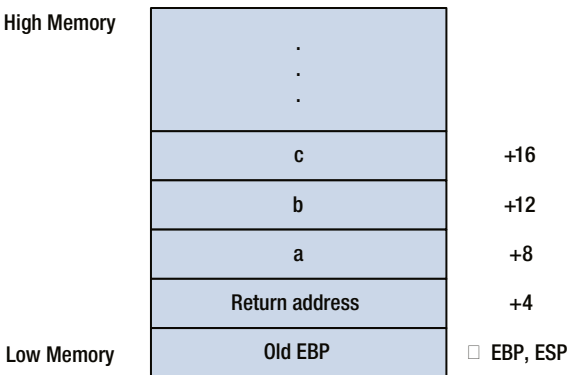 High Memory
.
.
.
c +16
b +12
a +8
Return address +4
Low Memory Old EBP □ EBP, ESP